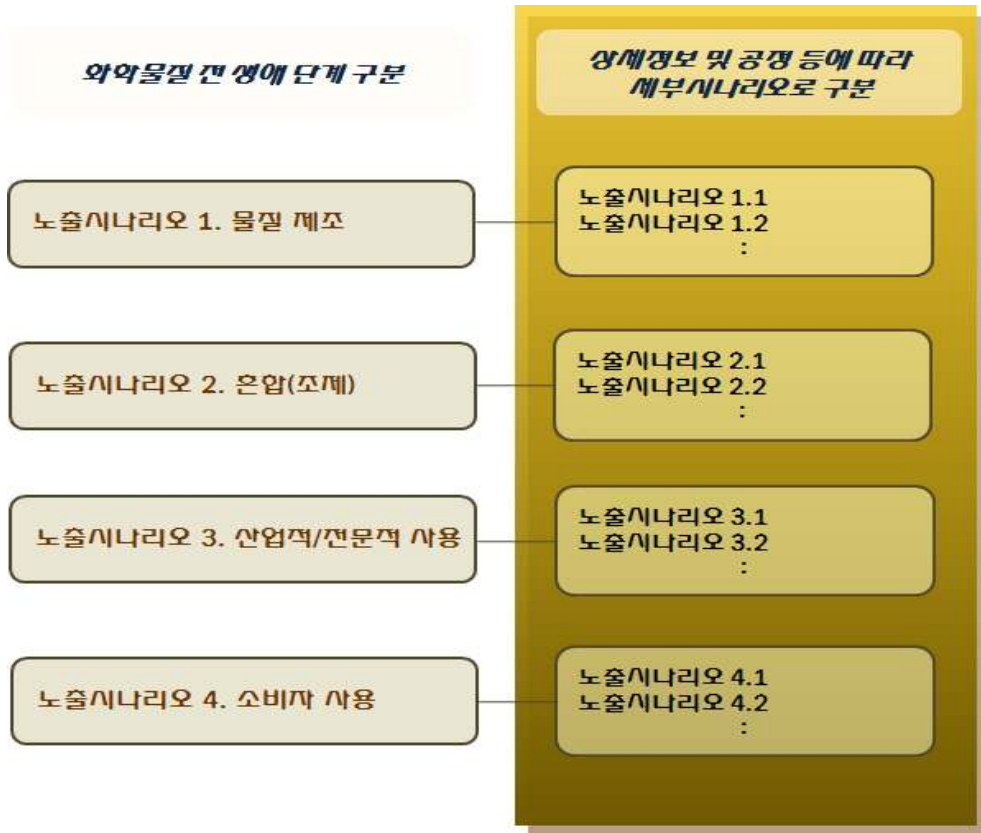 화학물질 전 생애 단계 구분
상세정보 및 공정 등에 따라
세부시나리오로 구분
노출시나리오 1. 물질 제조
노출시나리오 1.1
노출시나리오 1.2
:
노출시나리오 2. 혼합(조제)
노출시나리오 2.1
노출시나리오 2.2
:
노출시나리오 3. 산업적/전문적 사용
노출시나리오 3.1
노출시나리오 3.2
:
노출시나리오 4. 소비자 사용
노출시나리오 4.1
노출시나리오 4.2
: